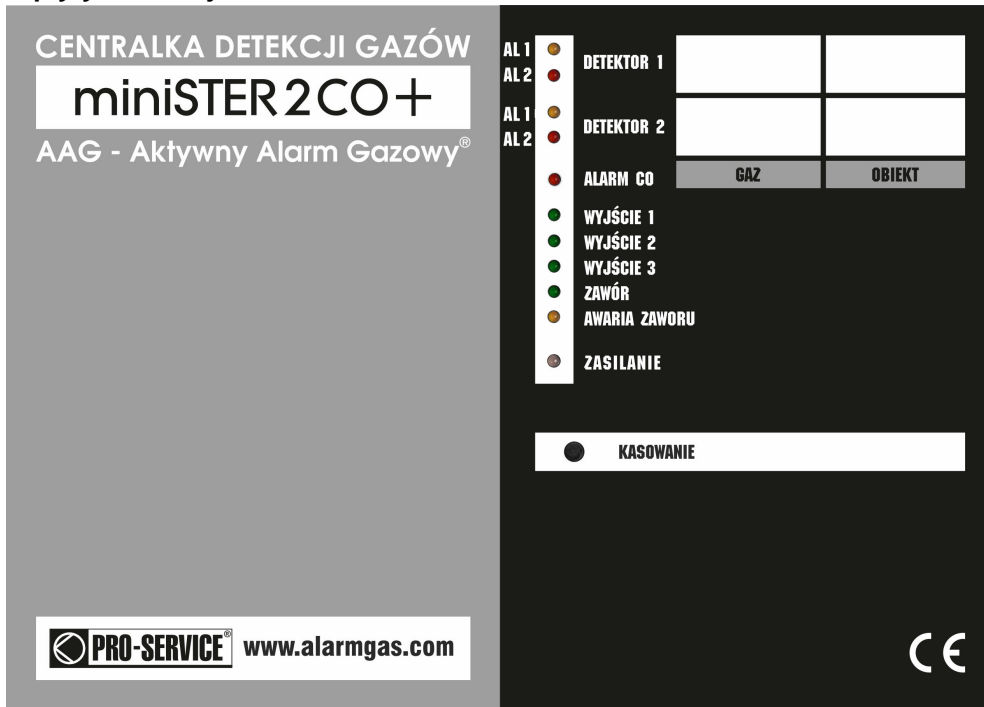 CENTRALKA DETEKCJI GAZÓW
miniSTER 2CO+
AAG - Aktywny Alarm Gazowy®
PRO-SERVICE® www.alarmgas.com
AL 1
AL 2
DETEKTOR 1
AL 1
AL 2
DETEKTOR 2
ALARM CO
GAZ OBIEKT
WYJŚCIE 1
WYJŚCIE 2
WYJŚCIE 3
ZAWÓR
AWARIA ZAWORU
ZASILANIE
KASOWANIE
CE